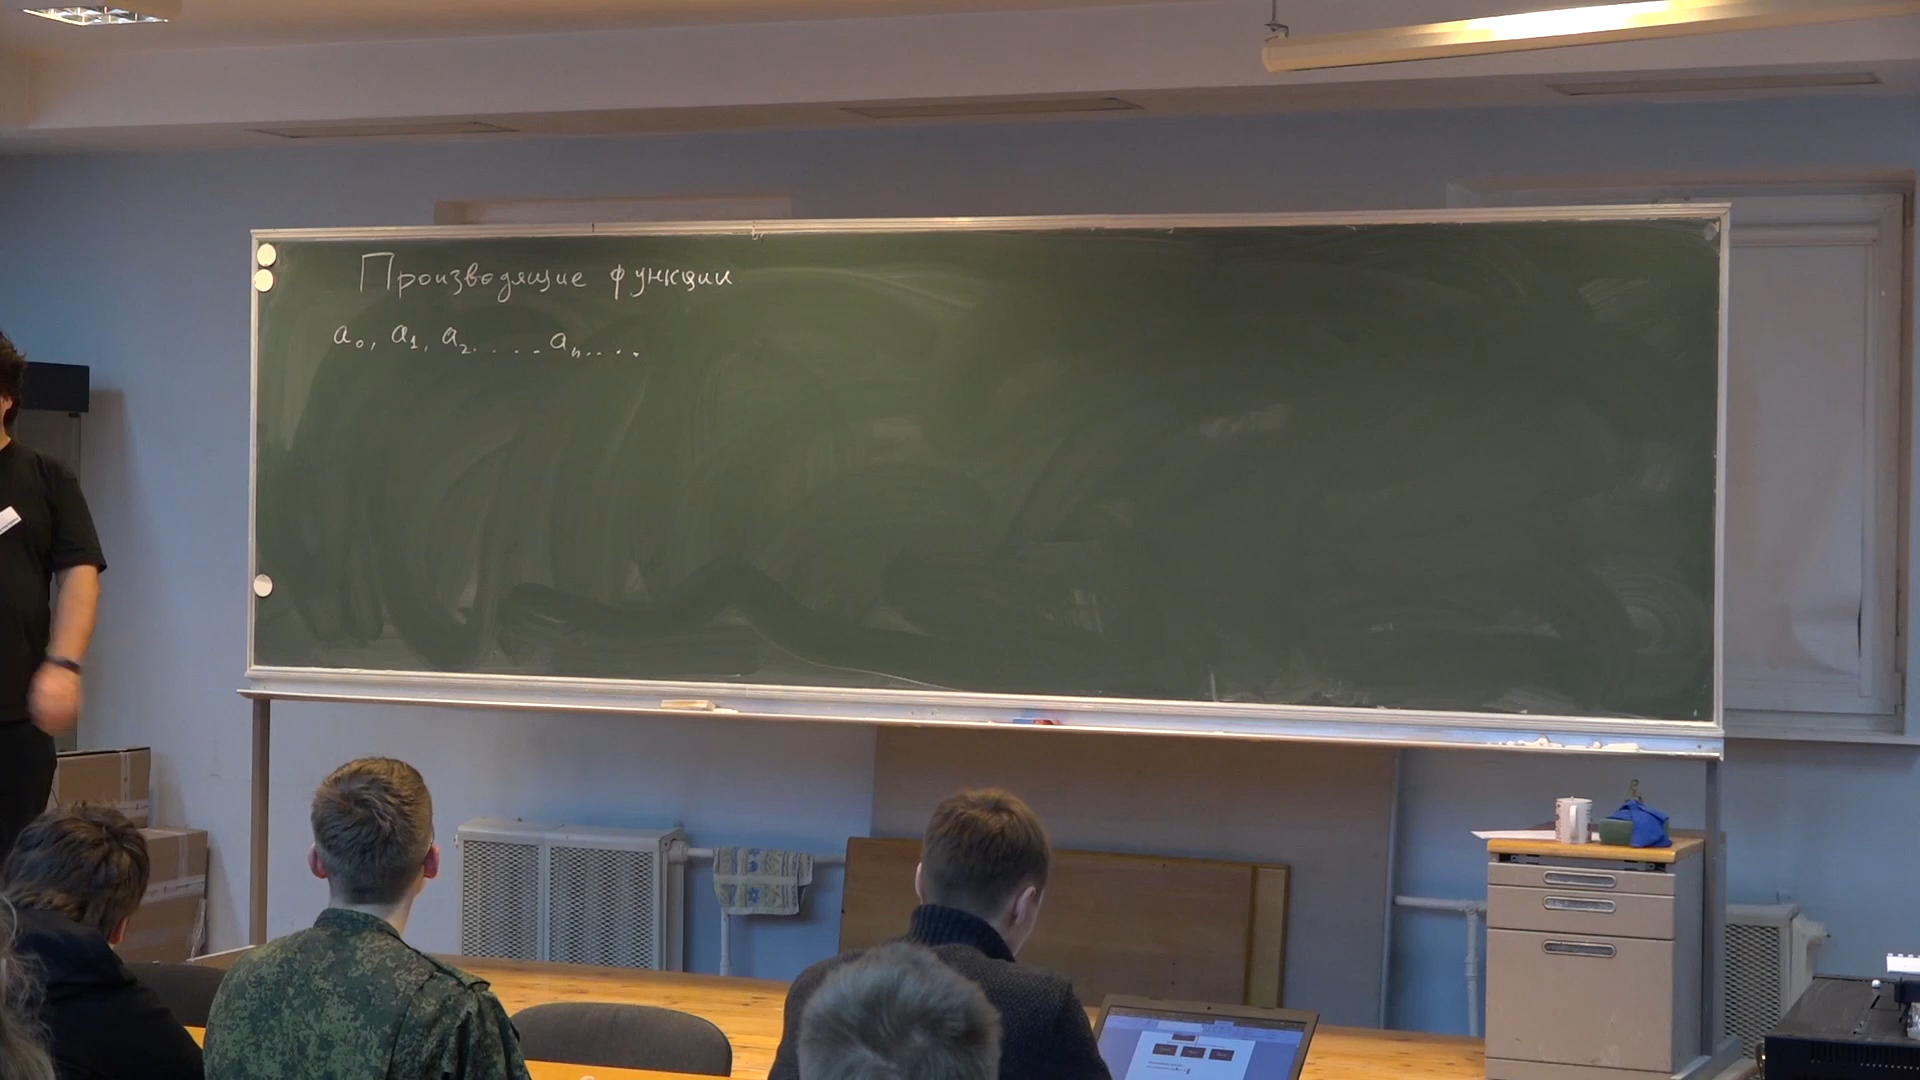 Производящие функции
a₀, a₁, a₂ . . . . aₙ . . . .